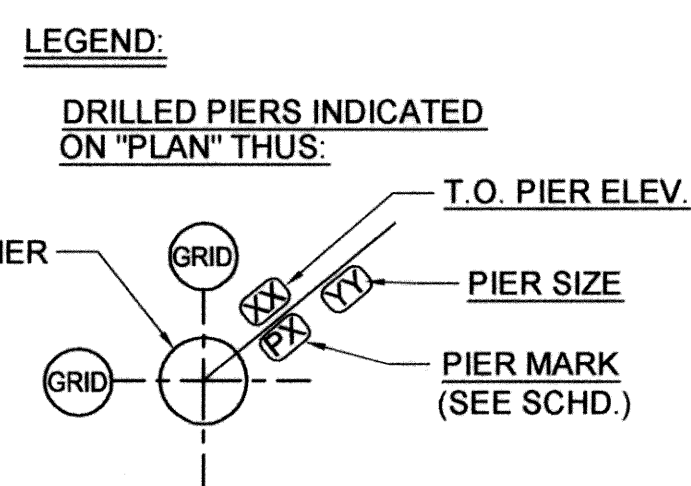 LEGEND:
DRILLED PIERS INDICATED
ON "PLAN" THUS:
T.O. PIER ELEV.
IER
GRID
XX
YY
PIER SIZE
PX
GRID
PIER MARK
(SEE SCHD.)